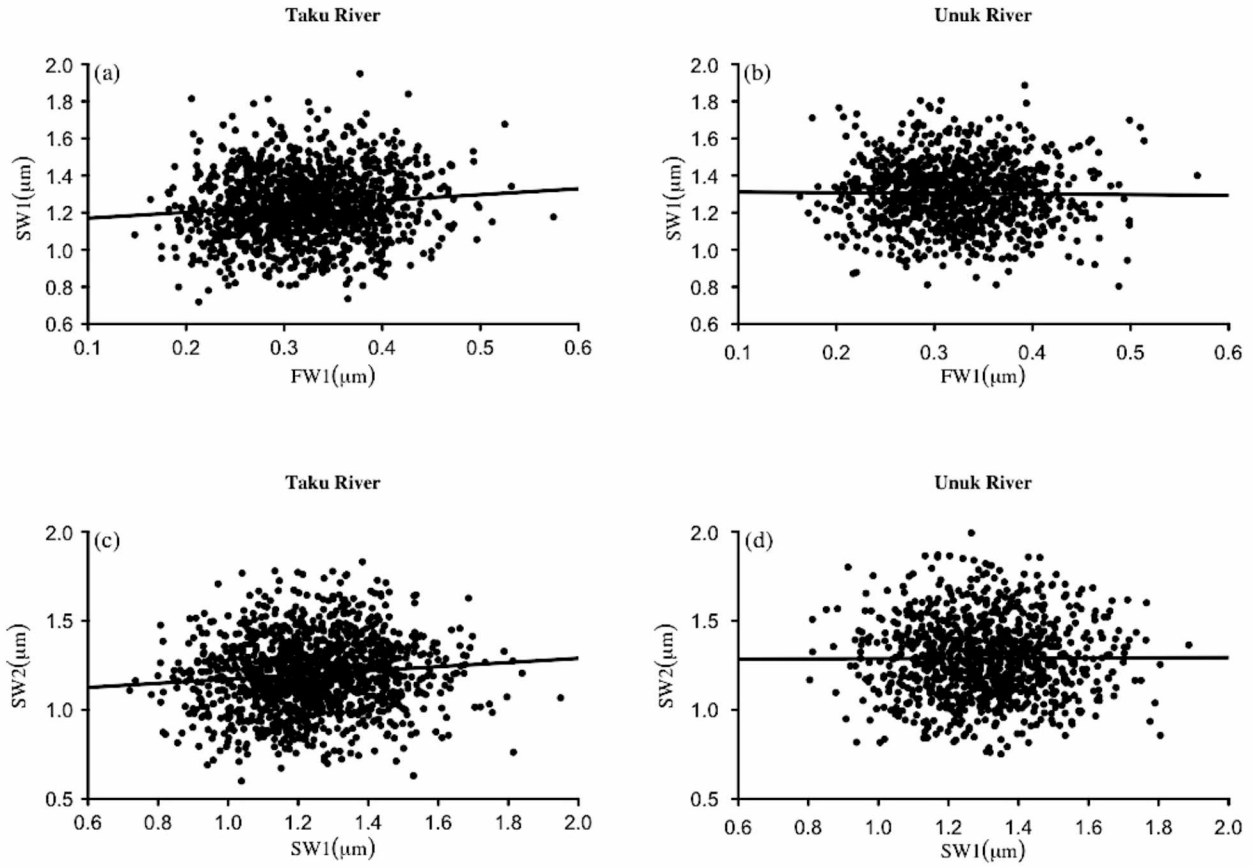 Taku River
Unuk River
(a)
2.0
1.8
1.6
1.4
1.2
1.0
0.8
0.6
SW1(μm)
0.1 0.2 0.3 0.4 0.5 0.6
FW1(μm)
(b)
2.0
1.8
1.6
1.4
1.2
1.0
0.8
0.6
SW1(μm)
0.1 0.2 0.3 0.4 0.5 0.6
FW1(μm)
Taku River
Unuk River
(c)
2.0
1.5
1.0
0.5
SW2(μm)
0.6 0.8 1.0 1.2 1.4 1.6 1.8 2.0
SW1(μm)
(d)
2.0
1.5
1.0
0.5
SW2(μm)
0.6 0.8 1.0 1.2 1.4 1.6 1.8 2.0
SW1(μm)